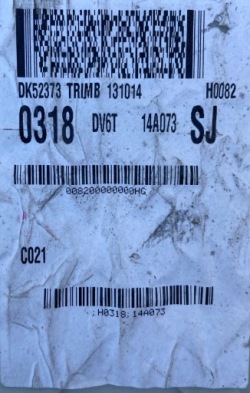 DK52373 TRIMB 131014 H0082
0318 DV6T 14A073 SJ
008200000000HG
C021
;H0318;14A073